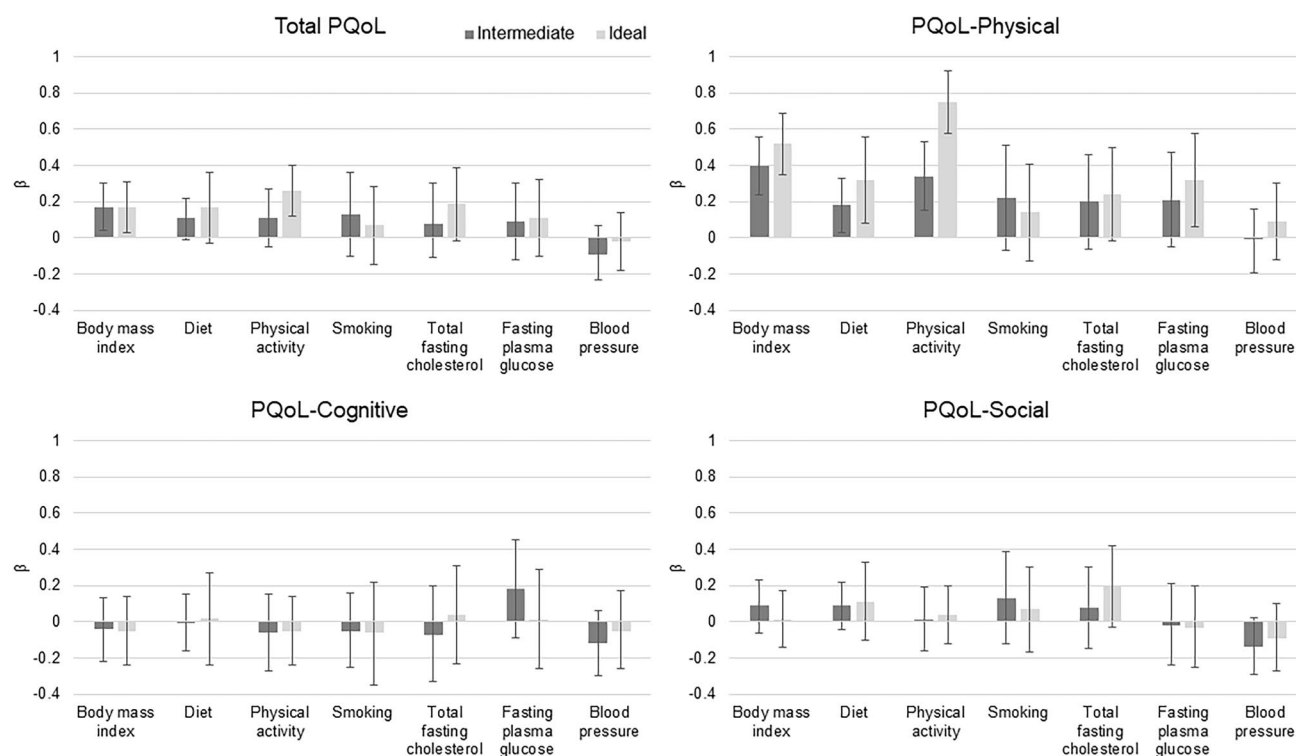 Total PQoL
Intermediate Ideal
1
0.8
0.6
0.4
0.2
0
-0.2
-0.4
β
Body mass index
Diet
Physical activity
Smoking
Total fasting cholesterol
Fasting plasma glucose
Blood pressure
PQoL-Physical
1
0.8
0.6
0.4
0.2
0
-0.2
-0.4
β
Body mass index
Diet
Physical activity
Smoking
Total fasting cholesterol
Fasting plasma glucose
Blood pressure
PQoL-Cognitive
1
0.8
0.6
0.4
0.2
0
-0.2
-0.4
β
Body mass index
Diet
Physical activity
Smoking
Total fasting cholesterol
Fasting plasma glucose
Blood pressure
PQoL-Social
1
0.8
0.6
0.4
0.2
0
-0.2
-0.4
β
Body mass index
Diet
Physical activity
Smoking
Total fasting cholesterol
Fasting plasma glucose
Blood pressure